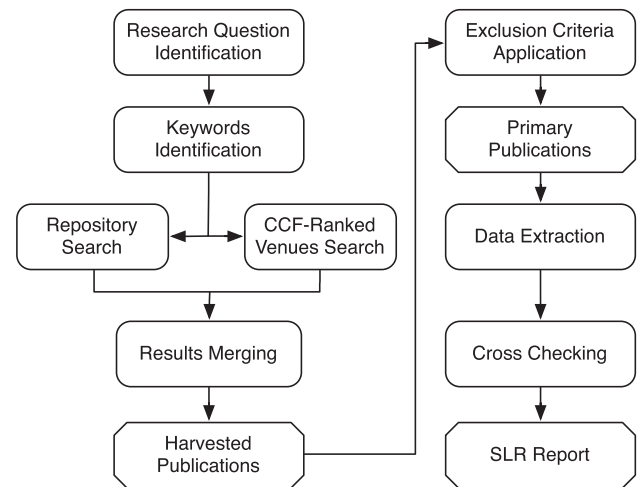 Research Question
Identification
Keywords
Identification
Repository
Search
CCF-Ranked
Venues Search
Results Merging
Harvested
Publications
Exclusion Criteria
Application
Primary
Publications
Data Extraction
Cross Checking
SLR Report